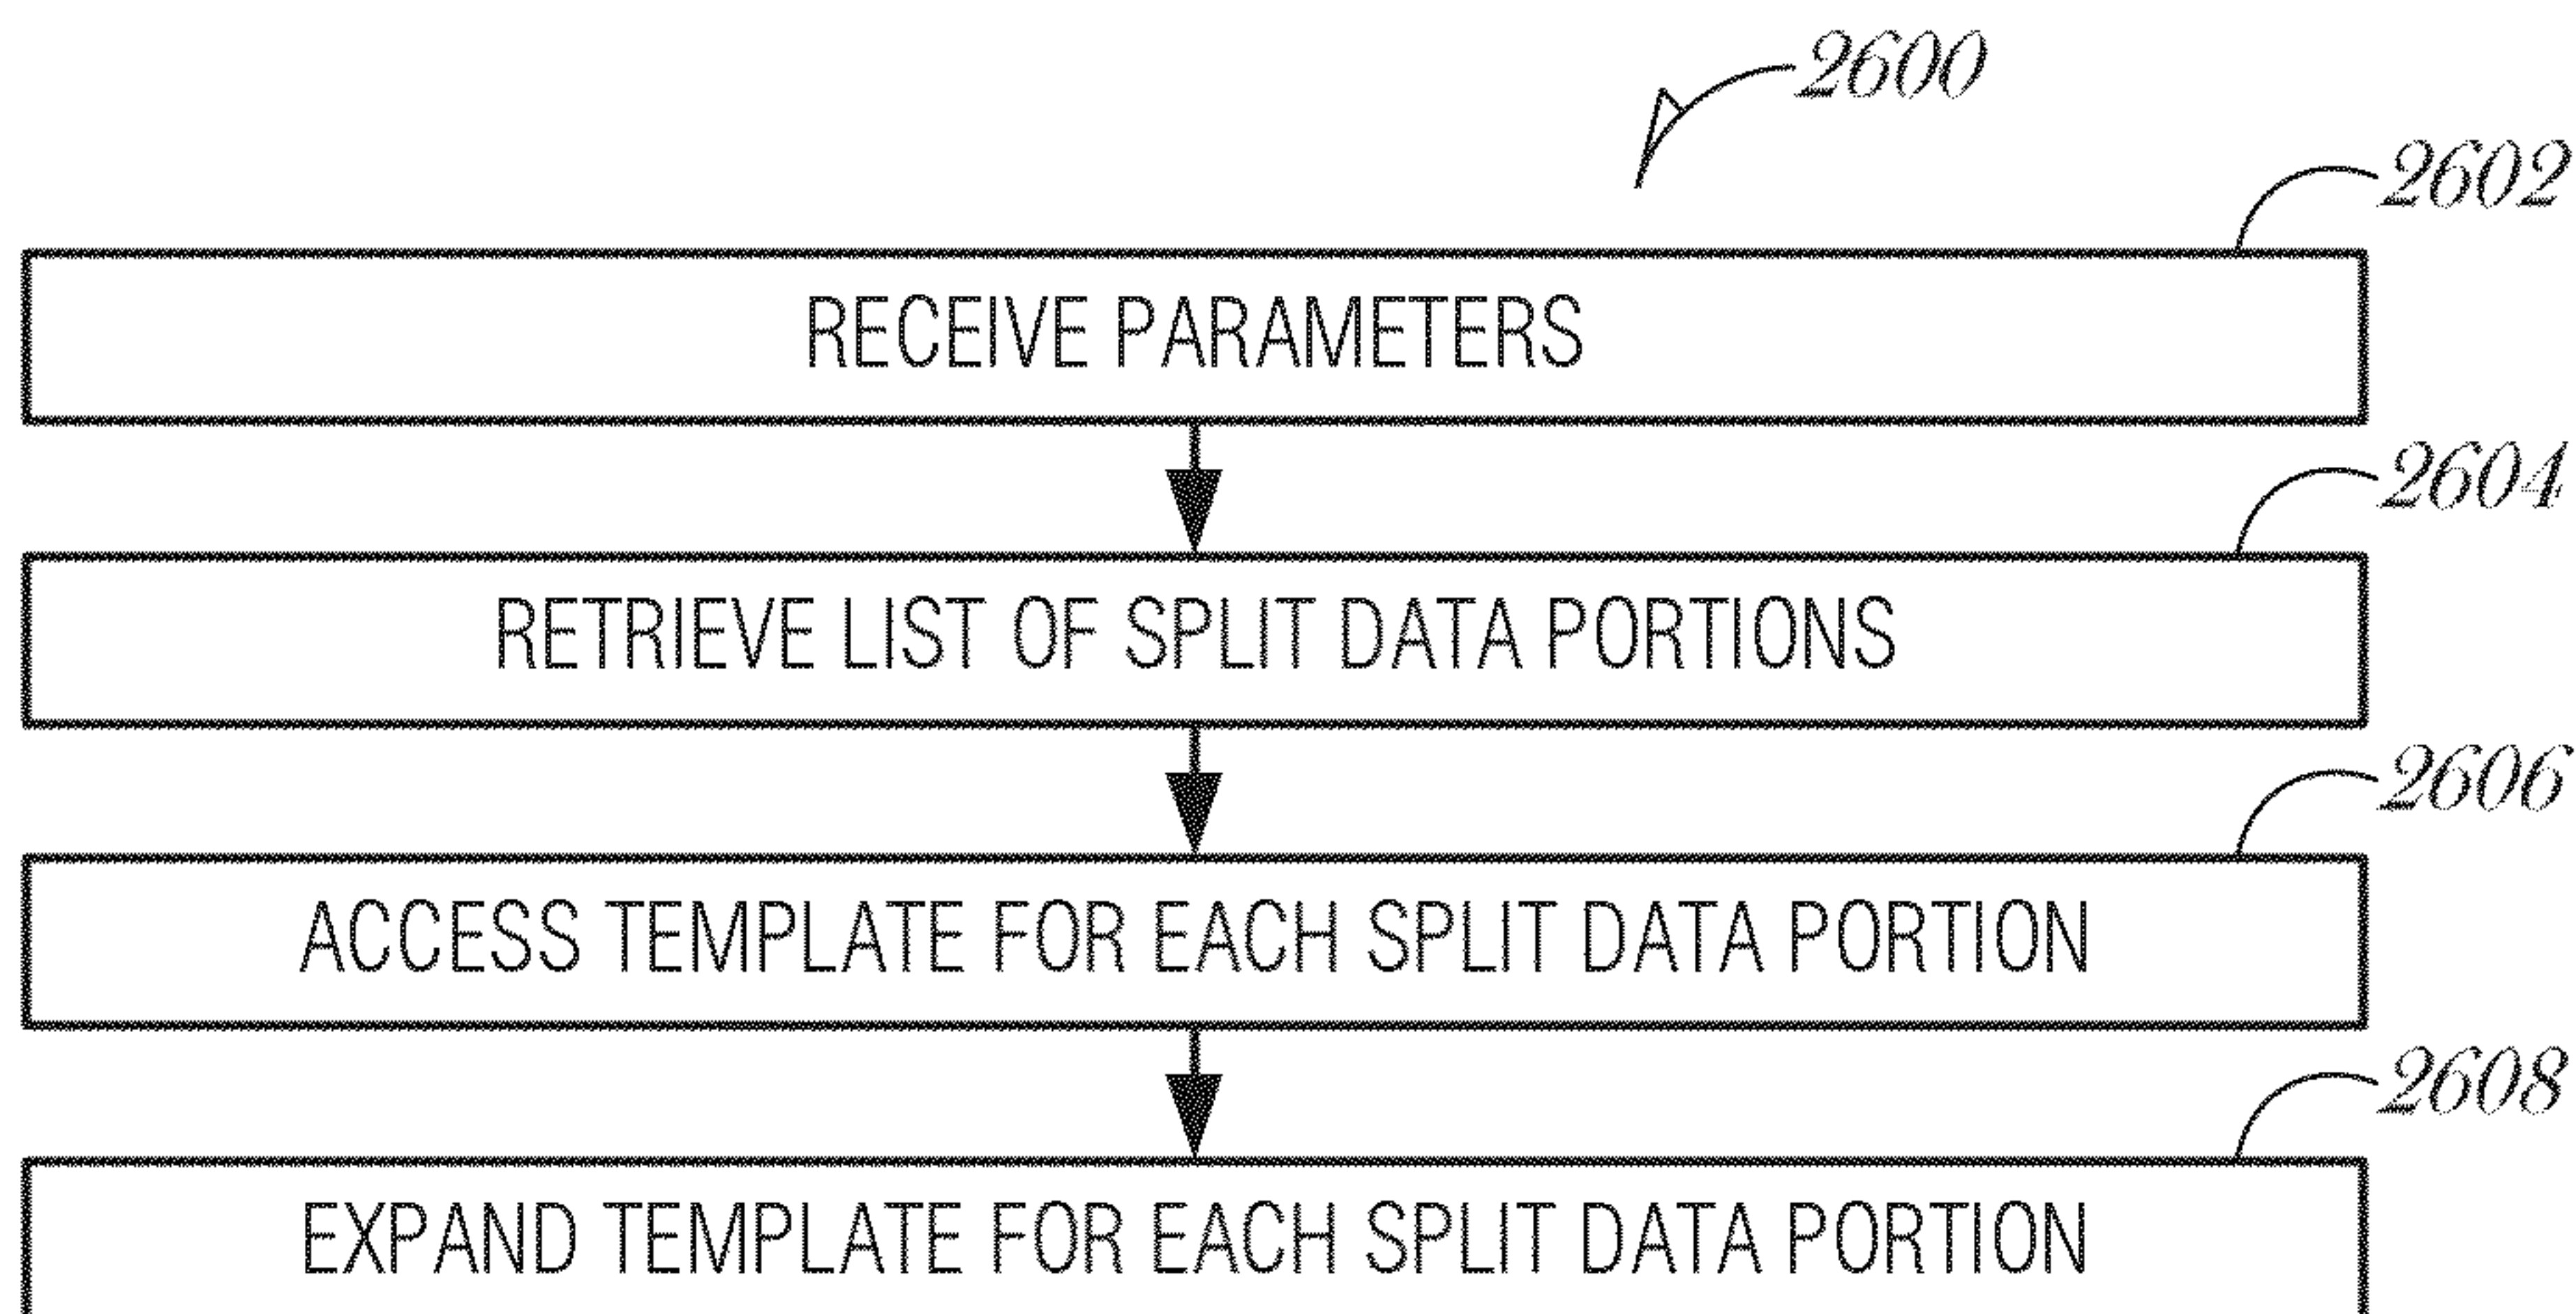 2600
2602
RECEIVE PARAMETERS
2604
RETRIEVE LIST OF SPLIT DATA PORTIONS
2606
ACCESS TEMPLATE FOR EACH SPLIT DATA PORTION
2608
EXPAND TEMPLATE FOR EACH SPLIT DATA PORTION